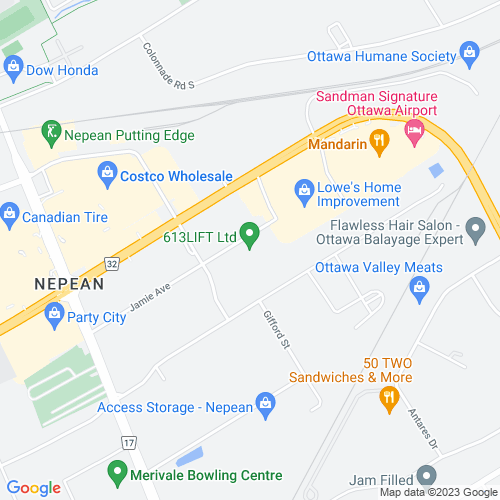 Colonnade Rd S
Dow Honda
Ottawa Humane Society
Sandman Signature
Ottawa Airport
Nepean Putting Edge
Mandarin
Costco Wholesale
Lowe's Home
Improvement
Canadian Tire
613LIFT Ltd
Flawless Hair Salon -
Ottawa Balayage Expert
32
Ottawa Valley Meats
NEPEAN
Jamie Ave
Party City
Gifford St
50 TWO
Sandwiches & More
Access Storage - Nepean
Antares Dr
17
Merivale Bowling Centre
Jam Filled
Google
Map data ©2023 Google